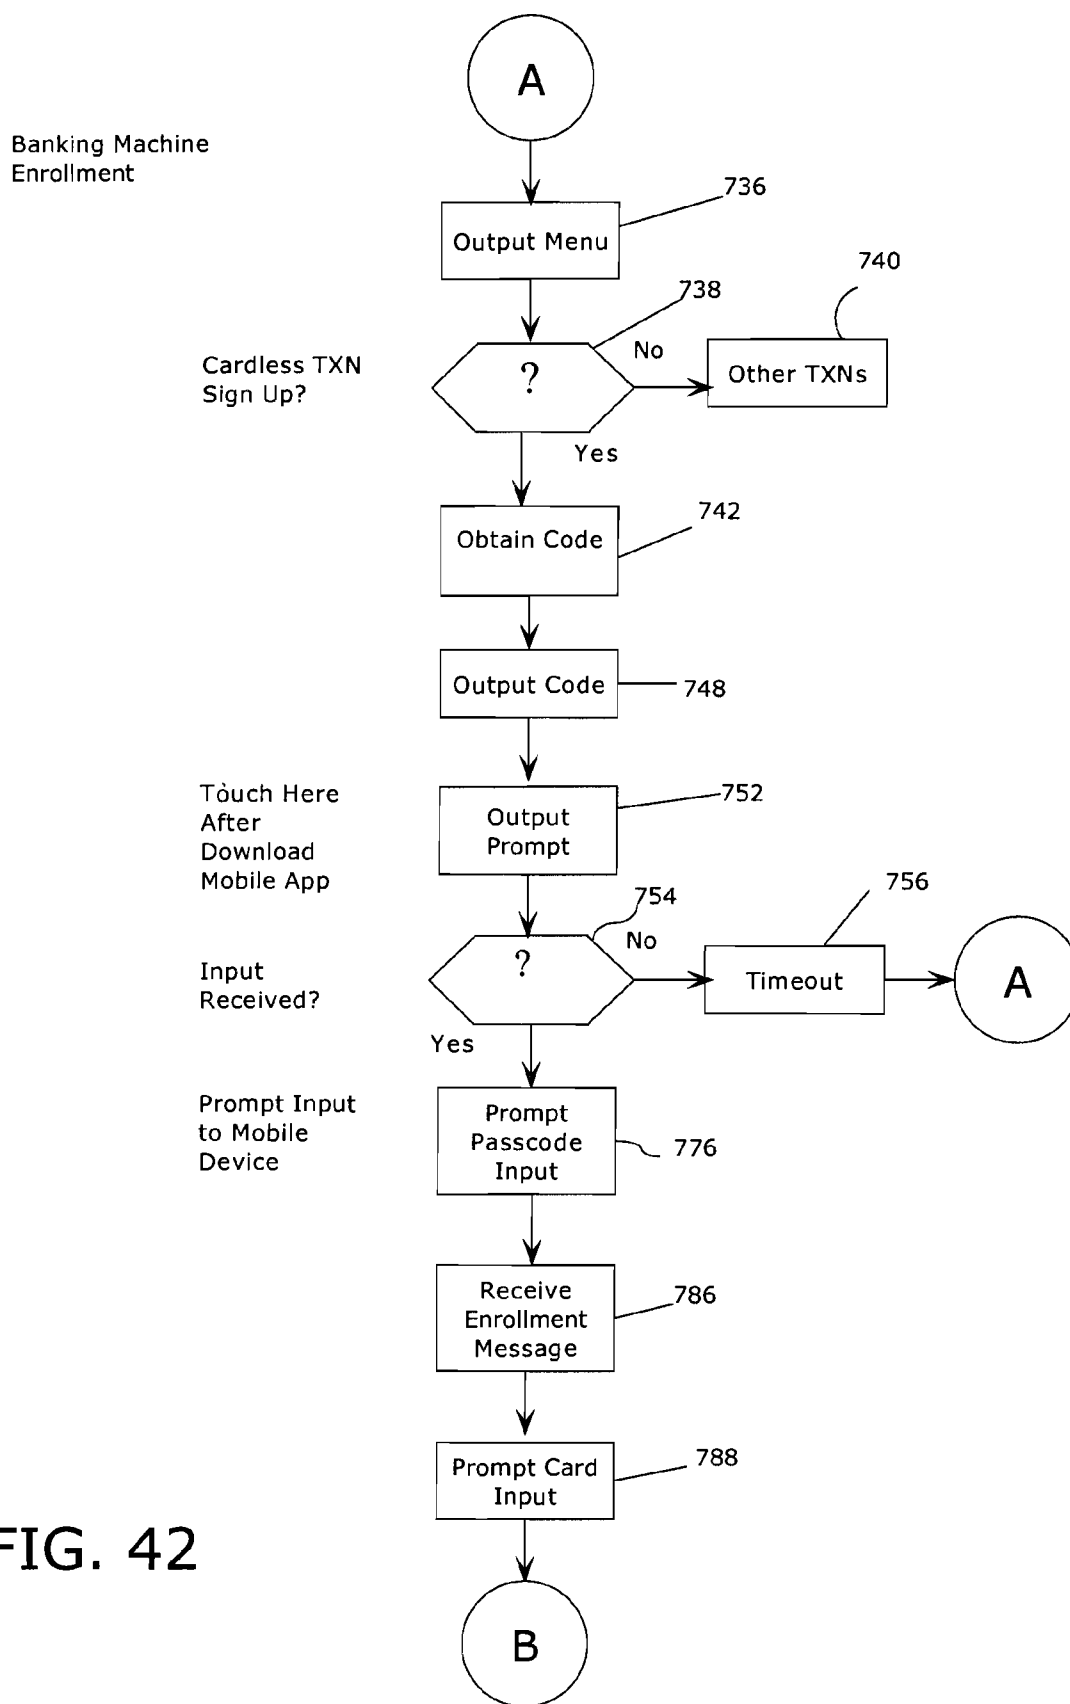 A
Banking Machine
Enrollment
736
Output Menu
740
738
Cardless TXN
Sign Up?
?
No
Other TXNs
Yes
742
Obtain Code
Output Code
748
Touch Here
After
Download
Mobile App
752
Output
Prompt
754
756
Input
Received?
?
No
Timeout
A
Yes
Prompt Input
to Mobile
Device
Prompt
Passcode
Input
776
Receive
Enrollment
Message
786
Prompt Card
Input
788
FIG. 42
B